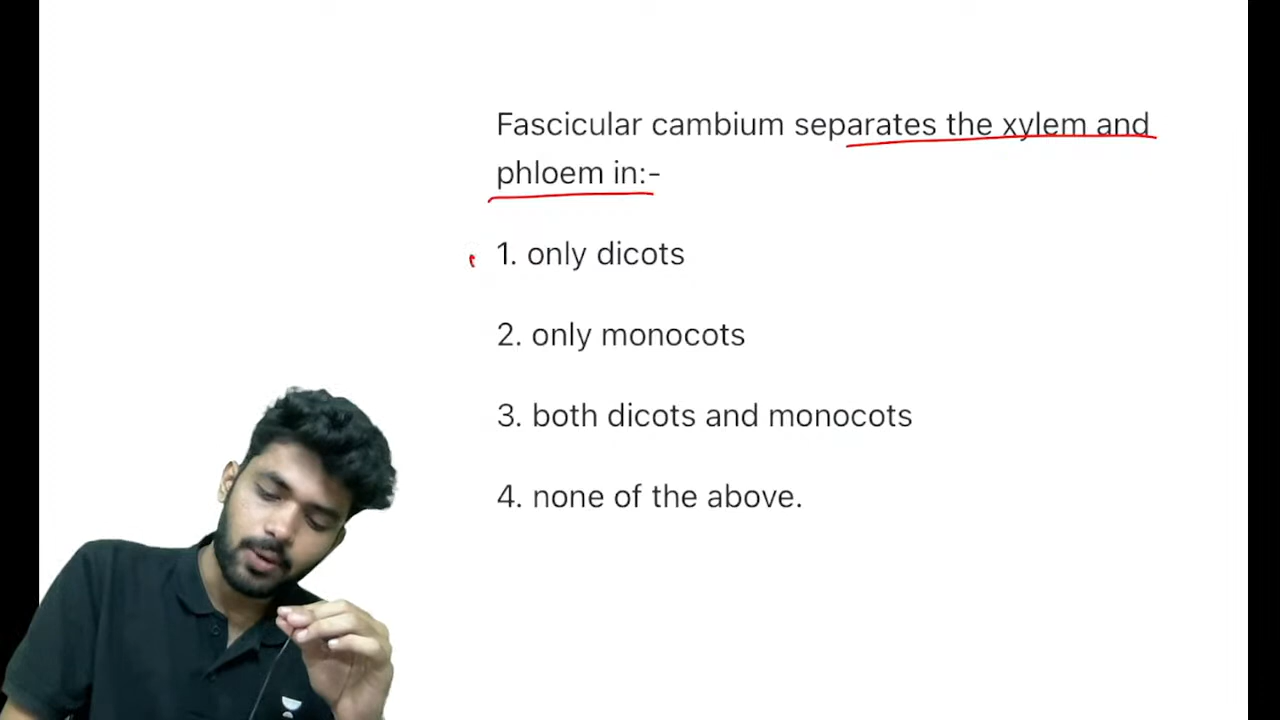 Fascicular cambium separates the xylem and
phloem in:-
1. only dicots
2. only monocots
3. both dicots and monocots
4. none of the above.